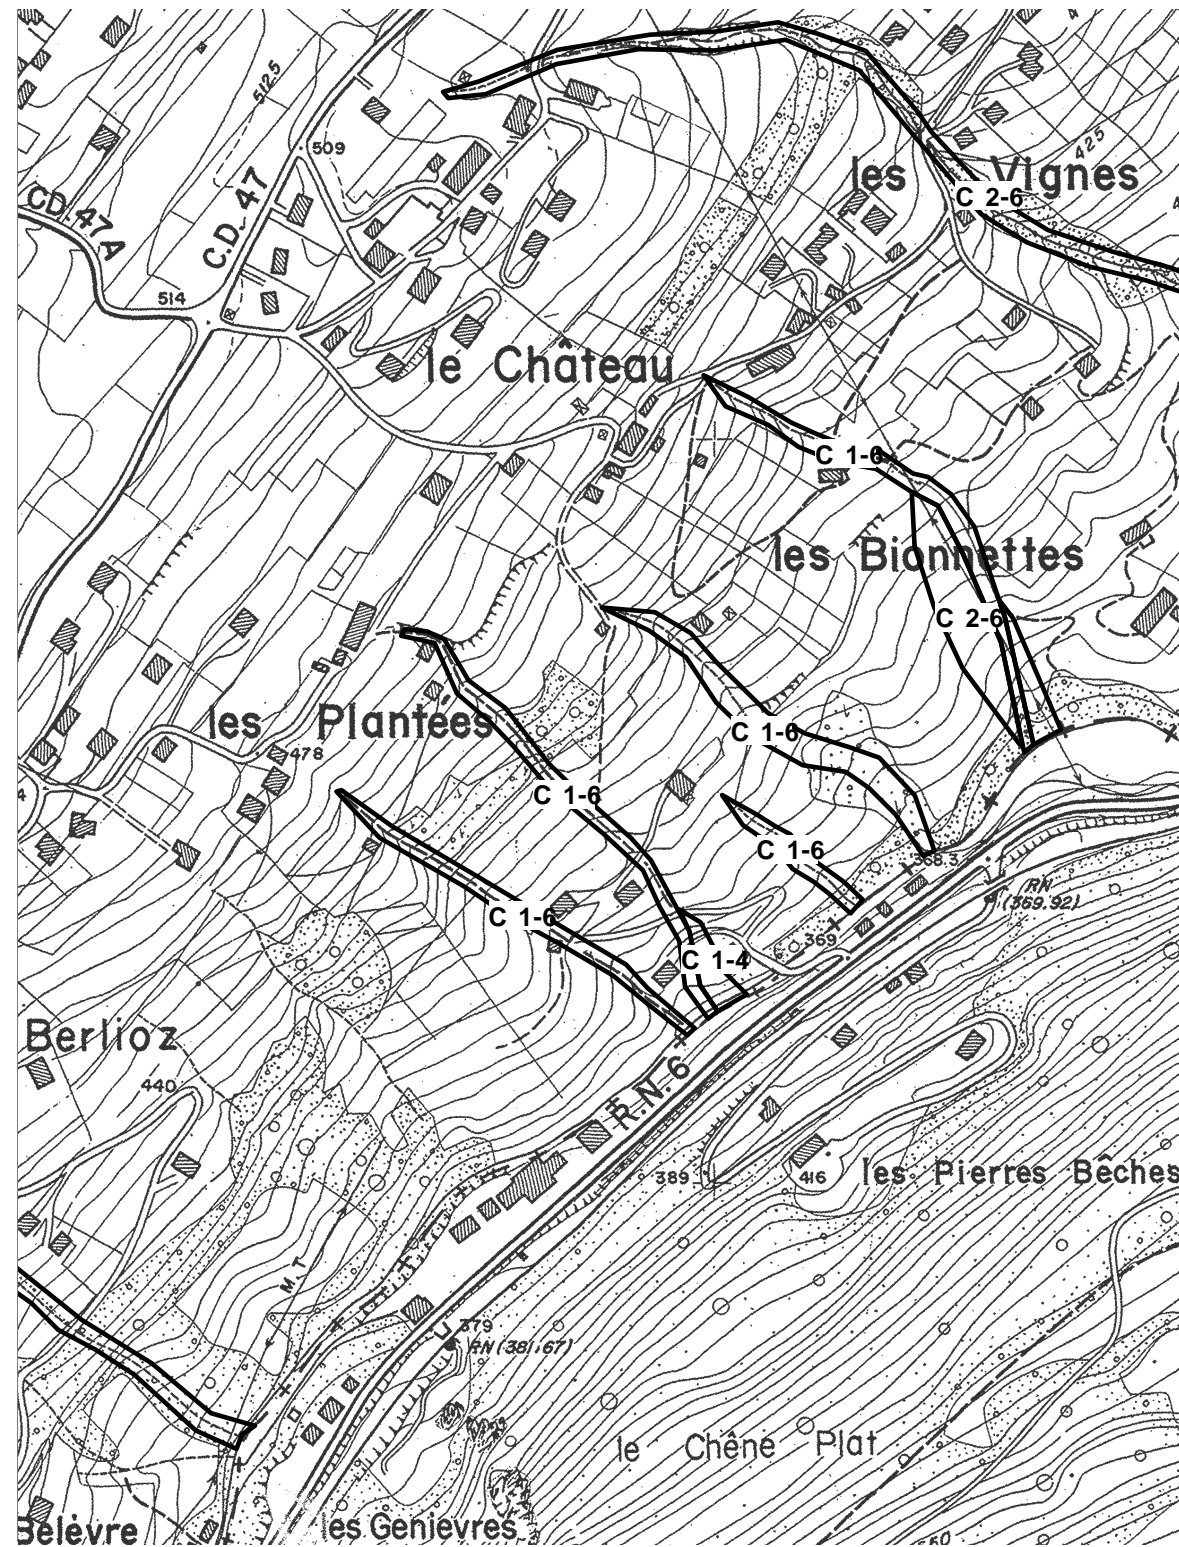 512.5
509
425
les Vignes
C 2-6
CD. 47A
C.D. 47
514
le Château
C 1-6
les Bionnettes
C 2-6
les Plantées
478
C 1-6
C 1-6
4
C 1-6
368.3
RN
(369.92)
C 1-6
369
C 1-4
Berlioz
440
R.N. 6
389
416
les Pierres Bêches
M.T
379
RN (381,67)
le Chêne Plat
Belèvre
les Genievres